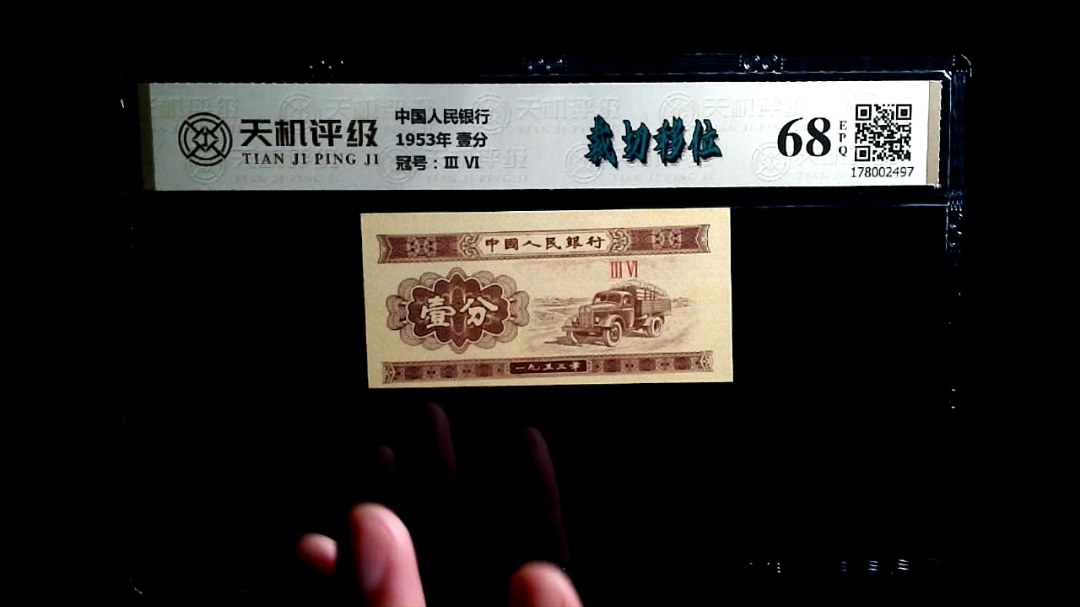 天机评级
TIAN JI PING JI
中国人民银行
1953年 壹分
冠号：Ⅲ Ⅵ
裁切移位
68
EPQ
178002497
中國人民銀行
Ⅲ Ⅵ
壹分
一九五三年